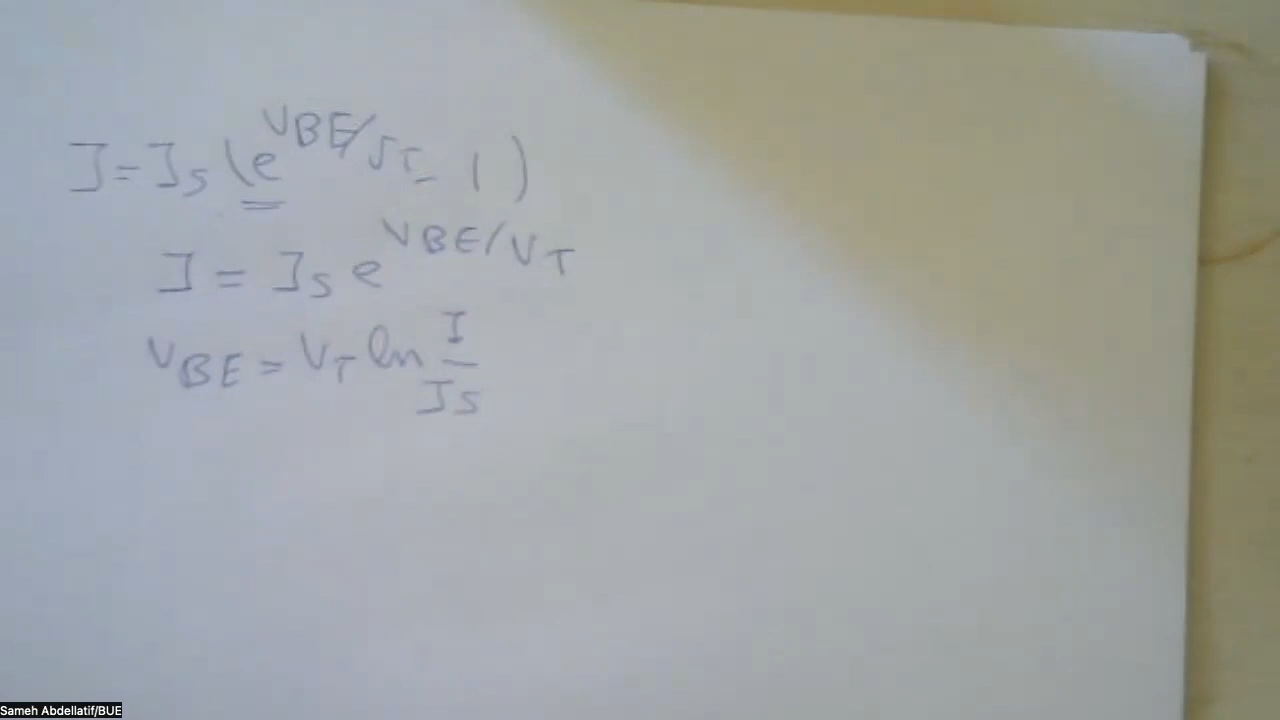 I = Is (e^VBE/VT - 1)
I = Is e^VBE/VT
VBE = VT ln I/Is
Sameh Abdellatif/BUE